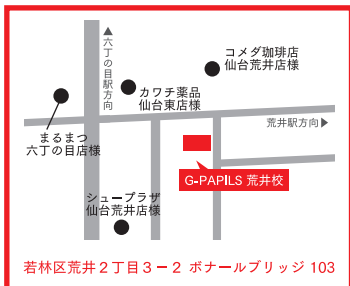 ▲六丁の目駅方向
コメダ珈琲店
仙台荒井店様
カワチ薬品
仙台東店様
荒井駅方向▶
まるまつ
六丁の目店様
G-PAPILS 荒井校
シュープラザ
仙台荒井店様
若林区荒井2丁目3−2 ボナールブリッジ 103